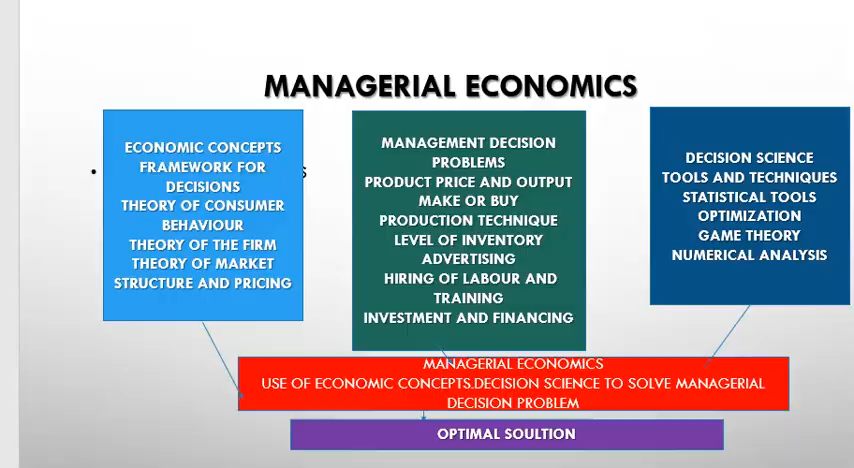 MANAGERIAL ECONOMICS
ECONOMIC CONCEPTS
FRAMEWORK FOR
DECISIONS
THEORY OF CONSUMER
BEHAVIOUR
THEORY OF THE FIRM
THEORY OF MARKET
STRUCTURE AND PRICING
MANAGEMENT DECISION
PROBLEMS
PRODUCT PRICE AND OUTPUT
MAKE OR BUY
PRODUCTION TECHNIQUE
LEVEL OF INVENTORY
ADVERTISING
HIRING OF LABOUR AND
TRAINING
INVESTMENT AND FINANCING
DECISION SCIENCE
TOOLS AND TECHNIQUES
STATISTICAL TOOLS
OPTIMIZATION
GAME THEORY
NUMERICAL ANALYSIS
MANAGERIAL ECONOMICS
USE OF ECONOMIC CONCEPTS.DECISION SCIENCE TO SOLVE MANAGERIAL
DECISION PROBLEM
OPTIMAL SOULTION